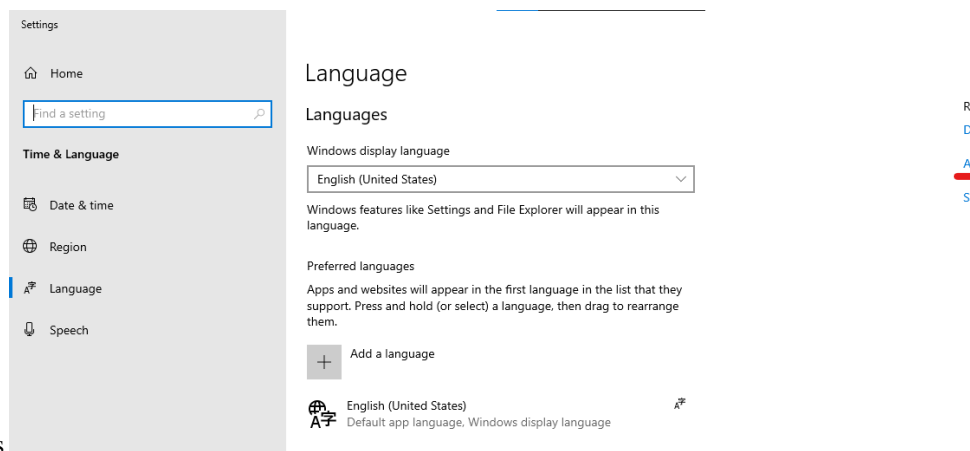 Settings
Home
Find a setting
Time & Language
Date & time
Region
Language
Speech
Language
Languages
Windows display language
English (United States)
Windows features like Settings and File Explorer will appear in this
language.
Preferred languages
Apps and websites will appear in the first language in the list that they
support. Press and hold (or select) a language, then drag to rearrange
them.
Add a language
English (United States)
Default app language, Windows display language